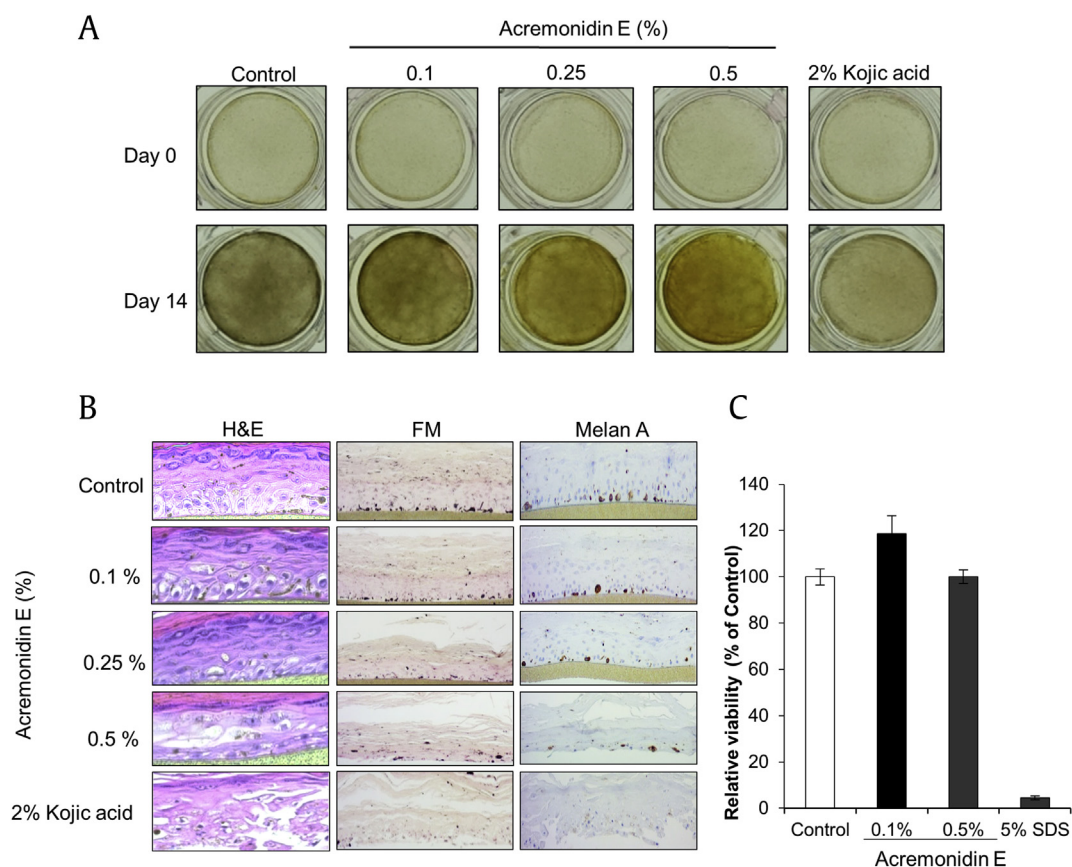 A
Acremonidin E (%)
Control
0.1
0.25
0.5
2% Kojic acid
Day 0
Day 14
B
H&E
FM
Melan A
Control
0.1 %
0.25 %
0.5 %
2% Kojic acid
Acremonidin E (%)
C
Relative viability (% of Control)
140
120
100
80
60
40
20
0
Control
0.1%
0.5%
5% SDS
Acremonidin E